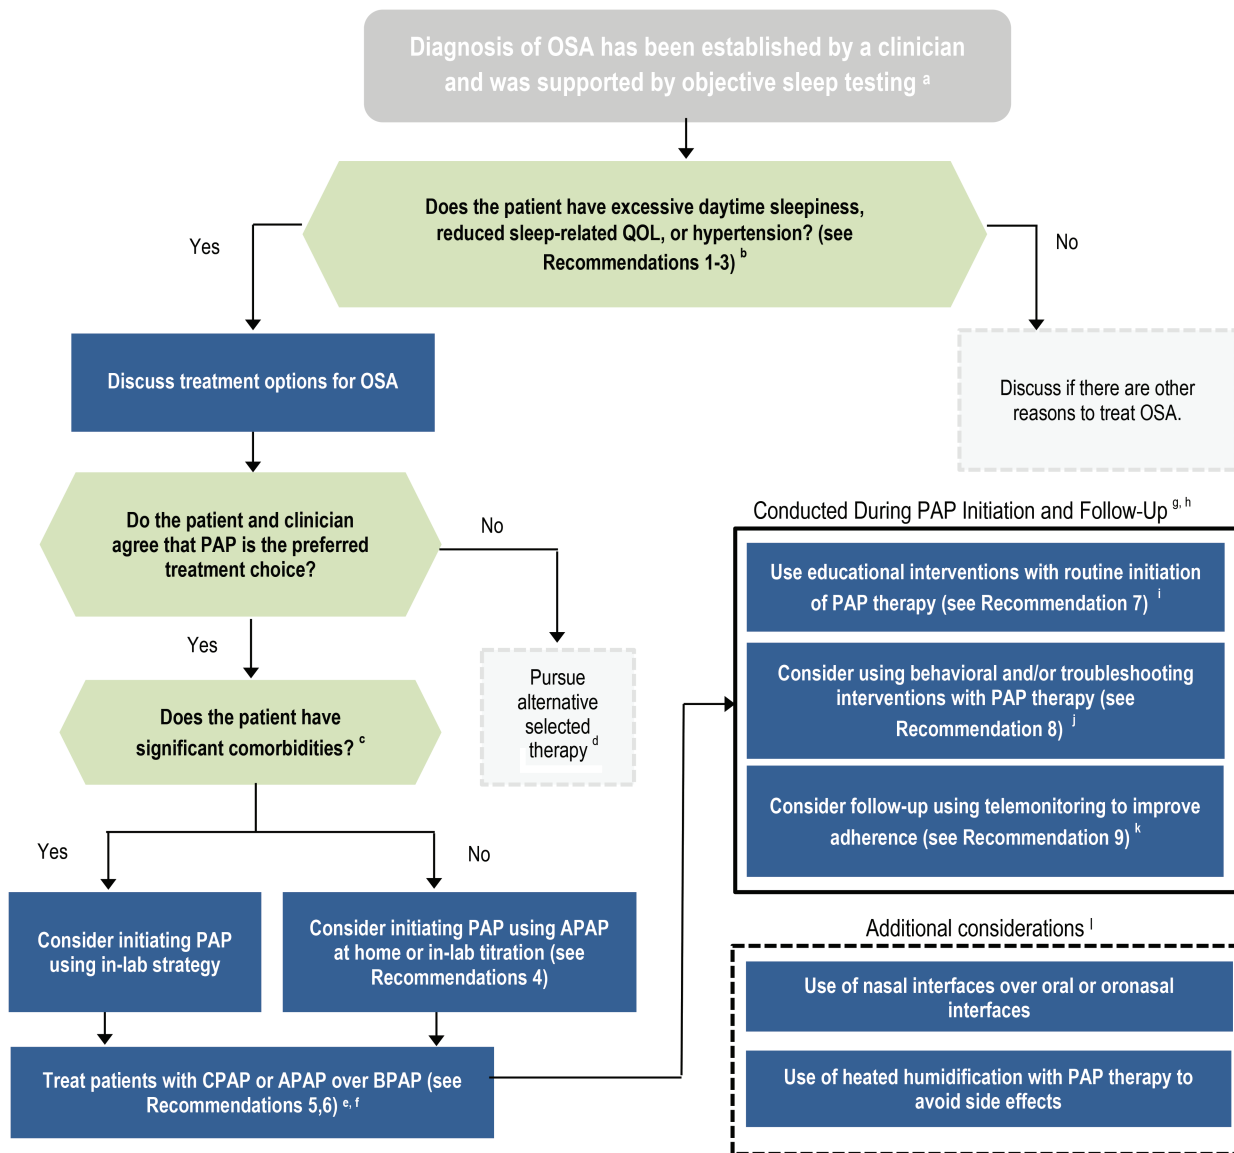 Diagnosis of OSA has been established by a clinician
and was supported by objective sleep testing a
Does the patient have excessive daytime sleepiness,
reduced sleep-related QOL, or hypertension? (see
Recommendations 1-3) b
Yes
No
Discuss treatment options for OSA
Discuss if there are other
reasons to treat OSA.
Do the patient and clinician
agree that PAP is the preferred
treatment choice?
No
Yes
Pursue
alternative
selected
therapy d
Does the patient have
significant comorbidities? c
Yes
No
Consider initiating PAP
using in-lab strategy
Consider initiating PAP using APAP
at home or in-lab titration (see
Recommendations 4)
Treat patients with CPAP or APAP over BPAP (see
Recommendations 5,6) e, f
Conducted During PAP Initiation and Follow-Up g, h
Use educational interventions with routine initiation
of PAP therapy (see Recommendation 7) i
Consider using behavioral and/or troubleshooting
interventions with PAP therapy (see
Recommendation 8) j
Consider follow-up using telemonitoring to improve
adherence (see Recommendation 9) k
Additional considerations l
Use of nasal interfaces over oral or oronasal
interfaces
Use of heated humidification with PAP therapy to
avoid side effects